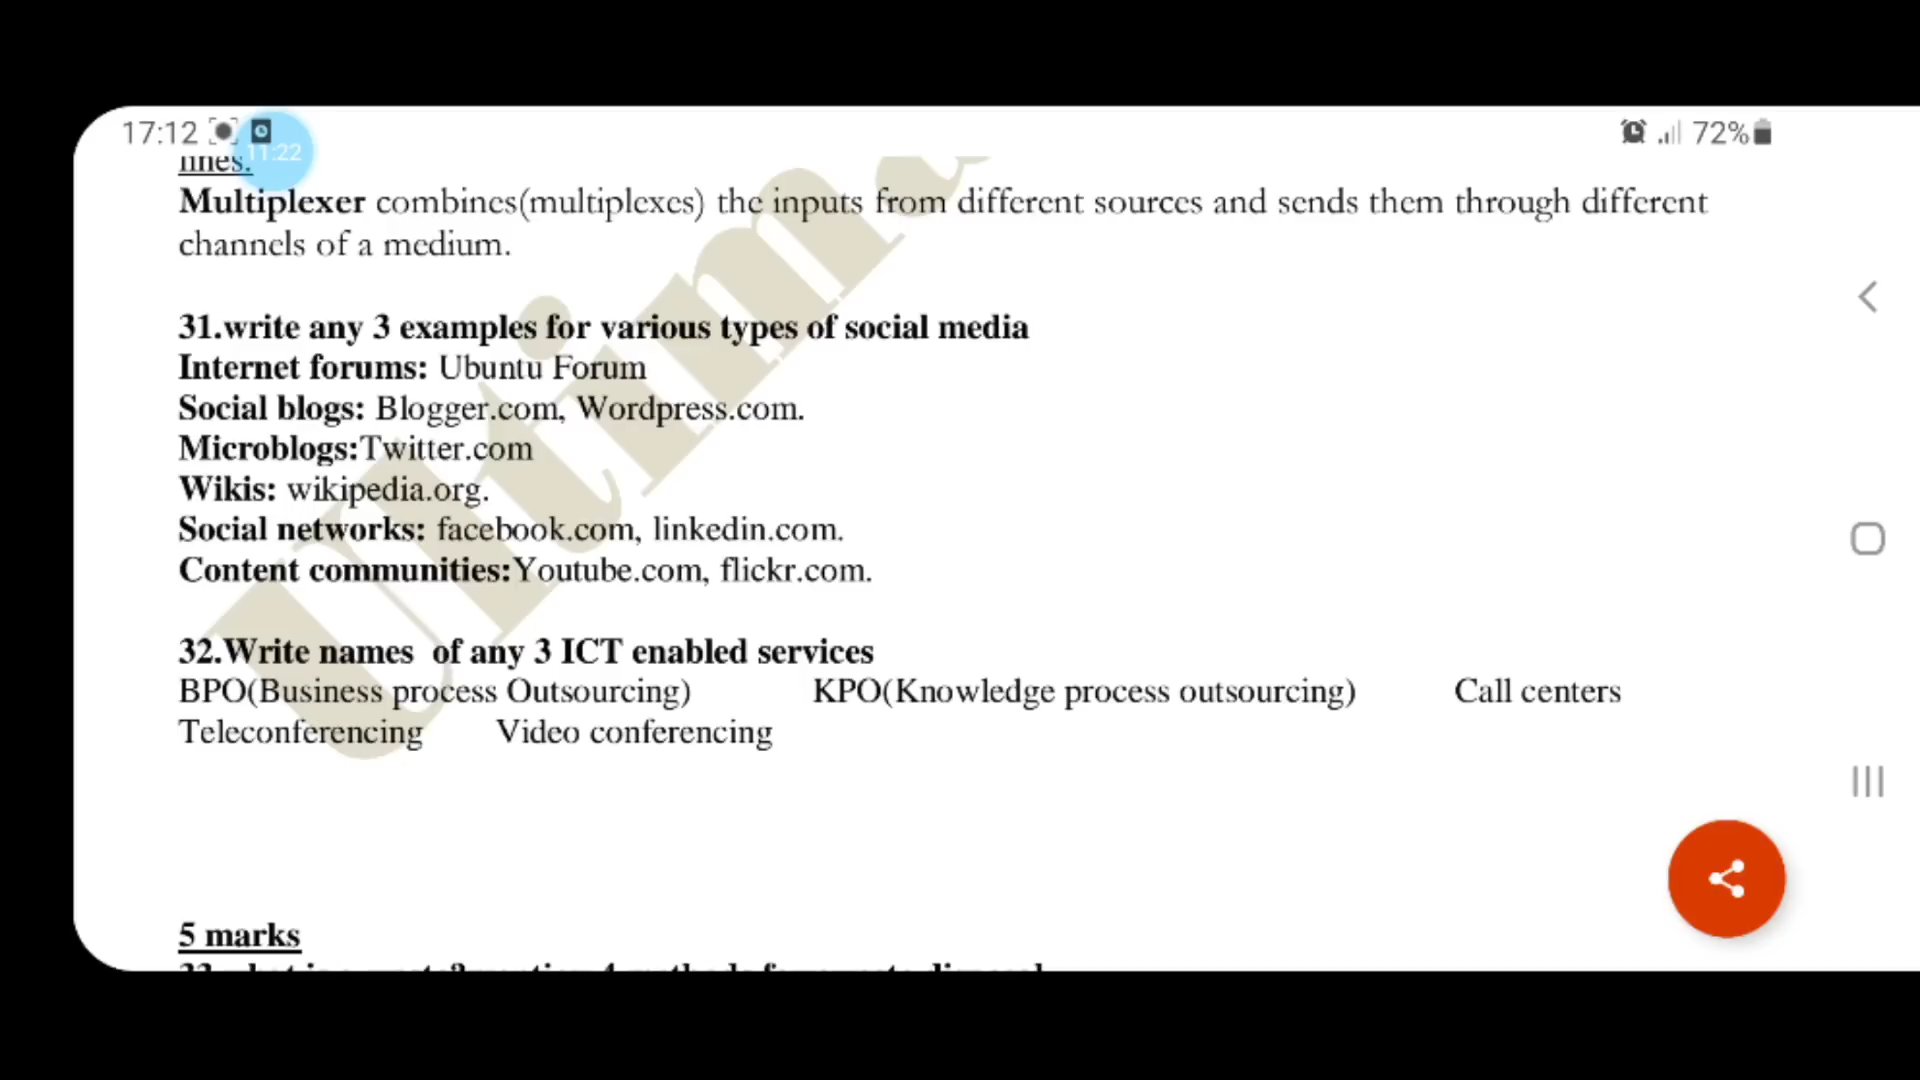 17:12
11:22
72%
lines.
Multiplexer combines(multiplexes) the inputs from different sources and sends them through different
channels of a medium.
31.write any 3 examples for various types of social media
Internet forums: Ubuntu Forum
Social blogs: Blogger.com, Wordpress.com.
Microblogs:Twitter.com
Wikis: wikipedia.org.
Social networks: facebook.com, linkedin.com.
Content communities:Youtube.com, flickr.com.
32.Write names of any 3 ICT enabled services
BPO(Business process Outsourcing) KPO(Knowledge process outsourcing) Call centers
Teleconferencing Video conferencing
5 marks